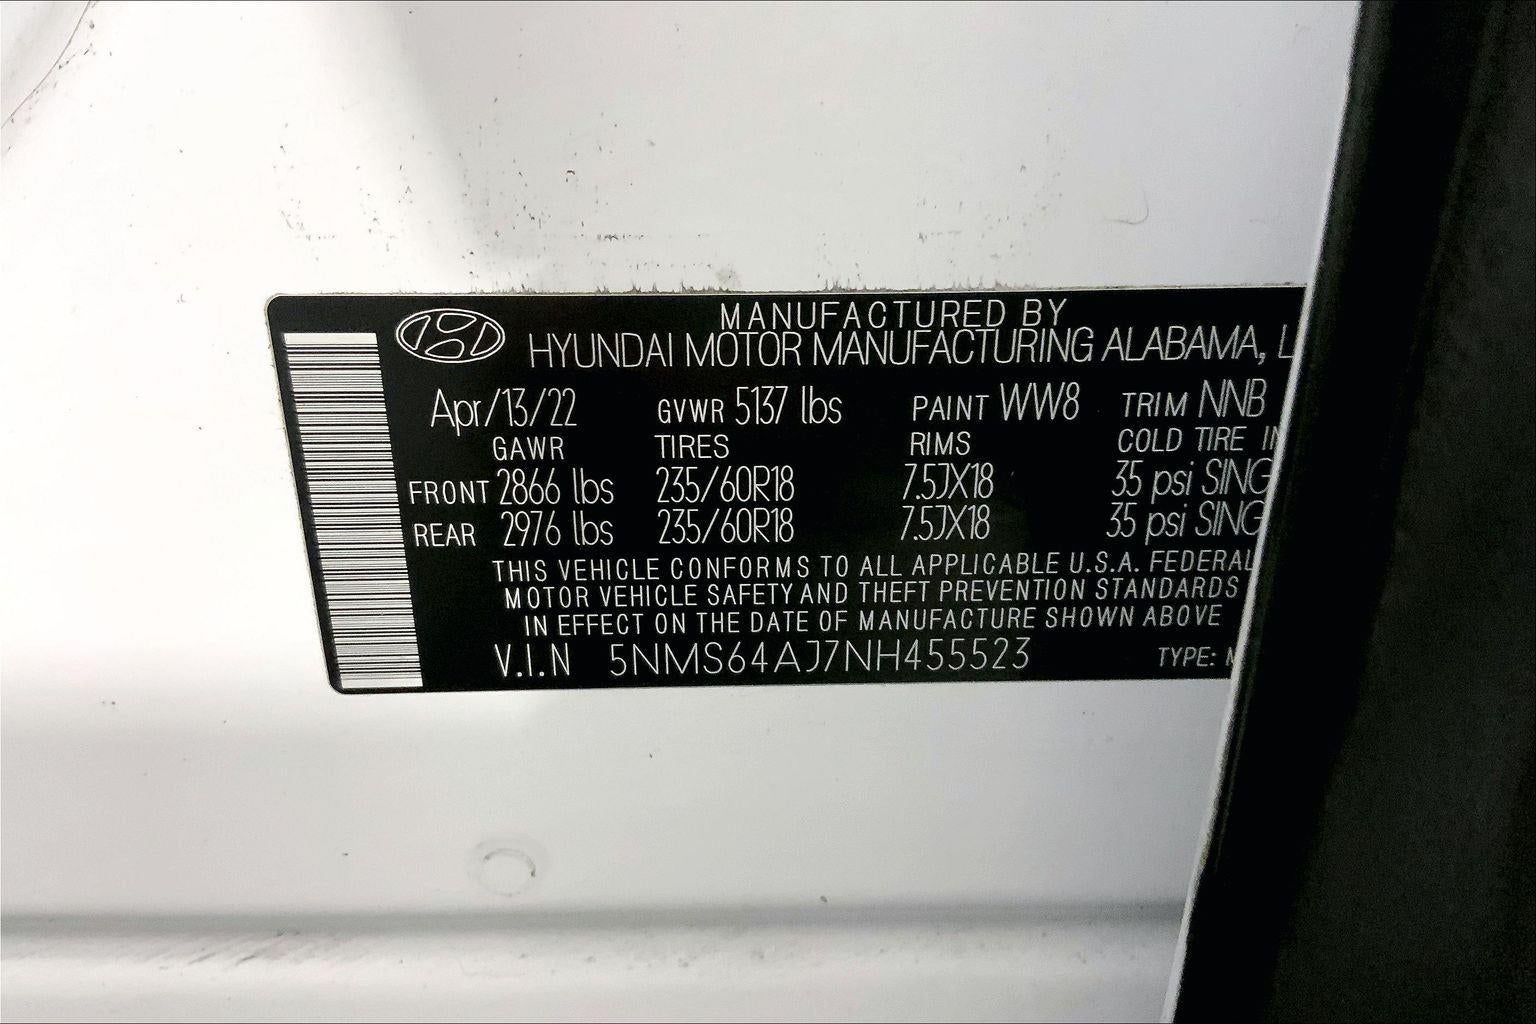 MANUFACTURED BY
HYUNDAI MOTOR MANUFACTURING ALABAMA, L
Apr/13/22 GVWR 5137 lbs PAINT WW8 TRIM NNB
GAWR TIRES RIMS COLD TIRE IN
FRONT 2866 lbs 235/60R18 7.5JX18 35 psi SING
REAR 2976 lbs 235/60R18 7.5JX18 35 psi SING
THIS VEHICLE CONFORMS TO ALL APPLICABLE U.S.A. FEDERAL
MOTOR VEHICLE SAFETY AND THEFT PREVENTION STANDARDS
IN EFFECT ON THE DATE OF MANUFACTURE SHOWN ABOVE
V.I.N 5NMS64AJ7NH455523 TYPE: